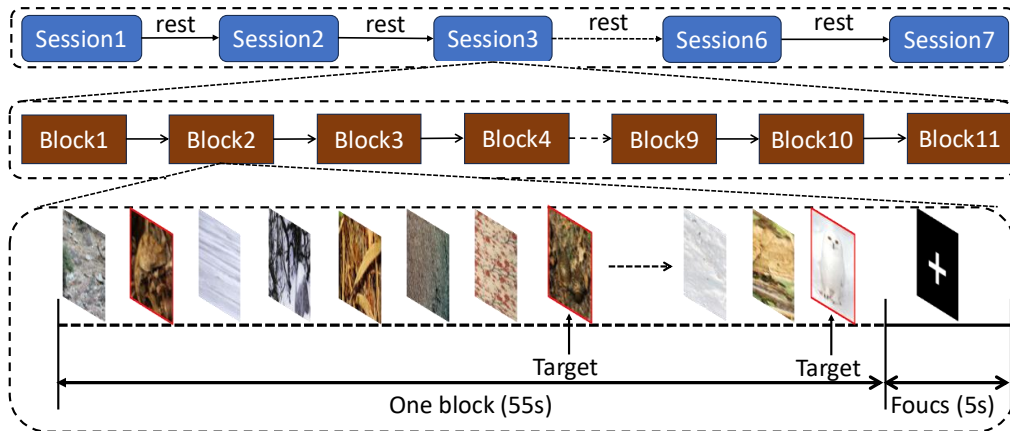 Session1 rest Session2 rest Session3 rest Session6 rest Session7
Block1 Block2 Block3 Block4 Block9 Block10 Block11
Target Target
One block (55s) Foucs (5s)